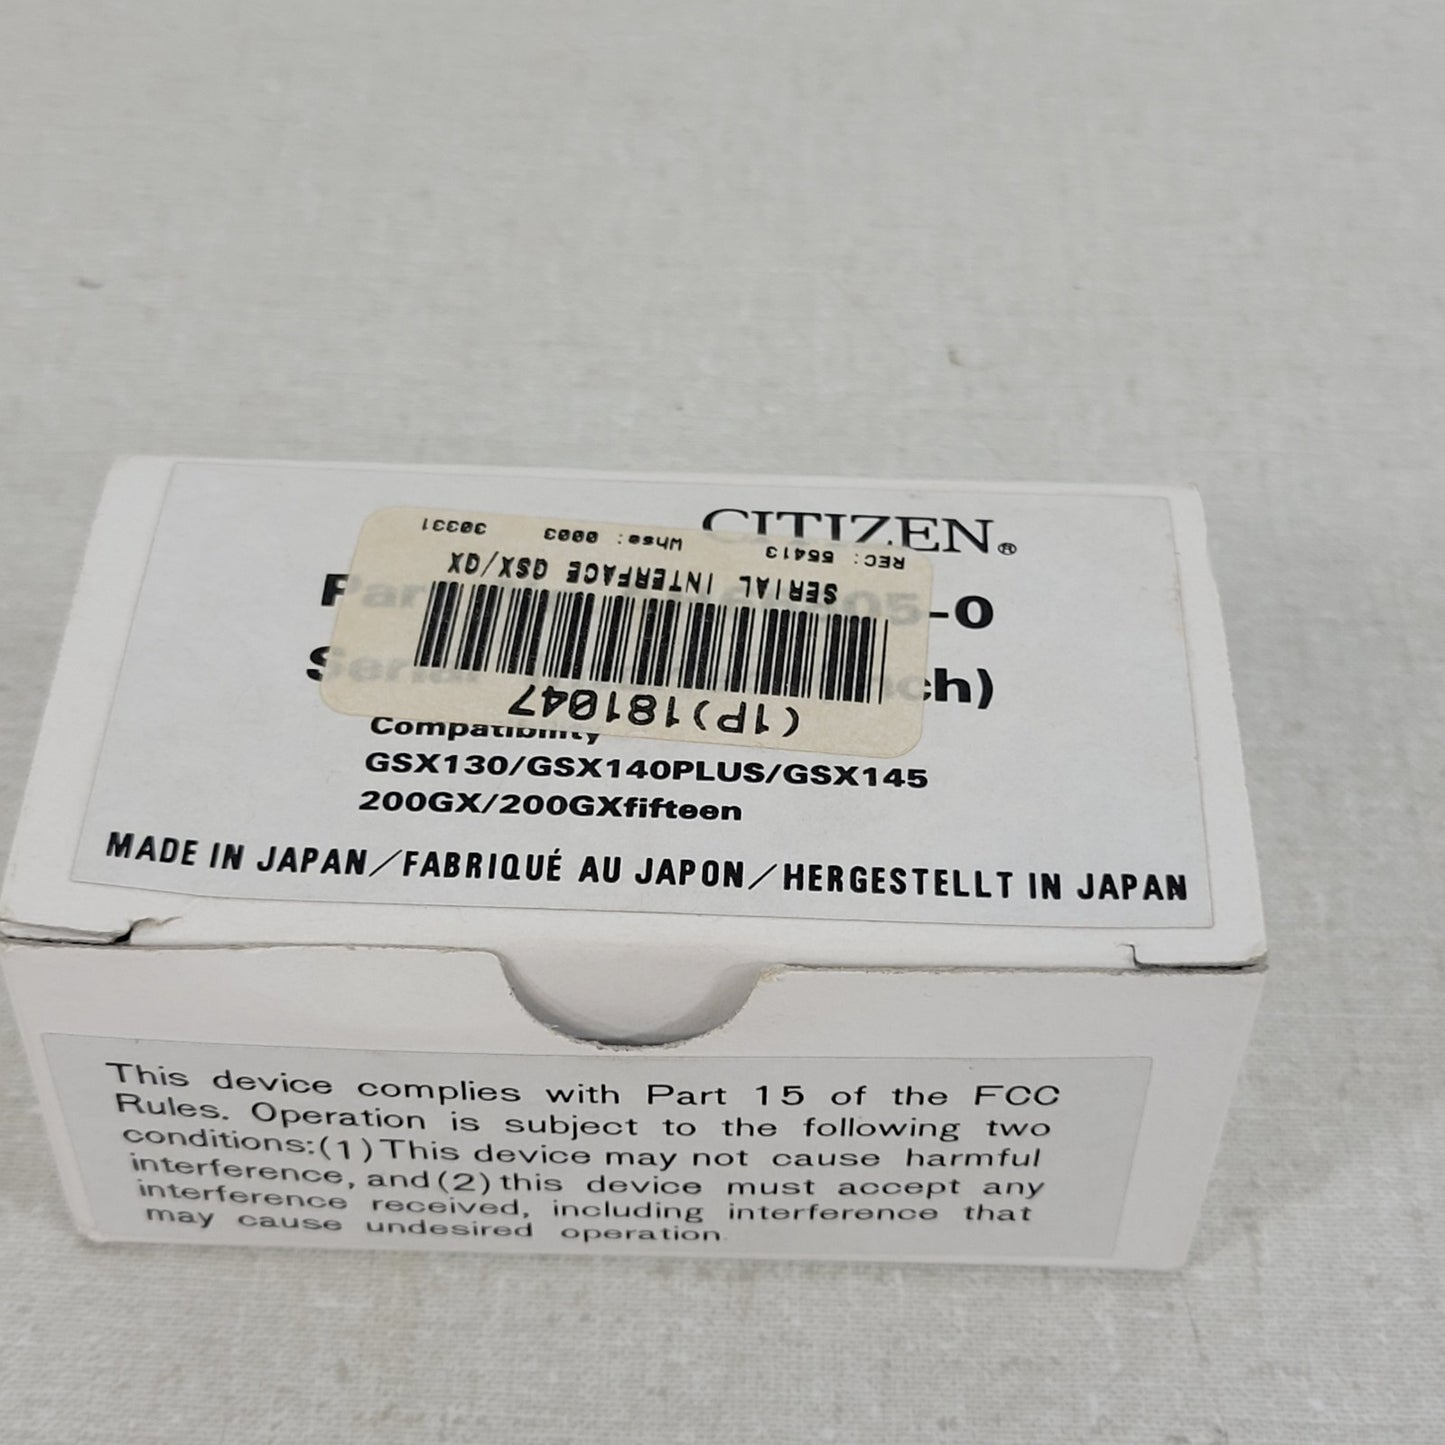 CITIZEN®
-0
ch)
Compatibility
GSX130/GSX140PLUS/GSX145
200GX/200GXfifteen
MADE IN JAPAN/FABRIQUÉ AU JAPON/HERGESTELLT IN JAPAN
(1P)181047
SERIAL INTERFACE GSX/GX
REC: 55413 Whse: 0003 30331
This device complies with Part 15 of the FCC
Rules. Operation is subject to the following two
conditions:(1)This device may not cause harmful
interference, and(2)this device must accept any
interference received, including interference that
may cause undesired operation.